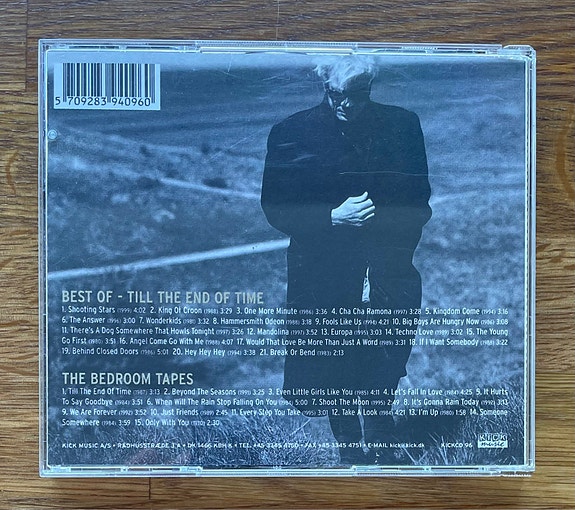 5 709283 940960
BEST OF - TILL THE END OF TIME
1. Shooting Stars (1999) 4:02 2. King Of Croon (1988) 3:29 3. One More Minute (1986) 3:36 4. Cha Cha Ramona (1997) 3:28 5. Kingdom Come (1994) 3:16
6. The Answer (1996) 3:00 7. Wonderkids (1981) 3:32 8. Hammersmith Odeon (1988) 3:18 9. Fools Like Us (1994) 4:21 10. Big Boys Are Hungry Now (1986) 3:08
11. There's A Dog Somewhere That Howls Tonight (1997) 3:26 12. Mandolina (1997) 3:52 13. Europa (1995) 3:03 14. Techno Love (1989) 3:02 15. The Young
Go First (1980) 3:51 16. Angel Come Go With Me (1988) 4:07 17. Would That Love Be More Than Just A Word (1989) 3:31 18. If I Want Somebody (1988) 3:22
19. Behind Closed Doors (1986) 5:01 20. Hey Hey Hey (1994) 3:38 21. Break Or Bend (1983) 2:13
THE BEDROOM TAPES
1. Till The End Of Time (1987) 3:13 2. Beyond The Seasons (1991) 3:25 3. Even Little Girls Like You (1985) 4:11 4. Let's Fall In Love (1984) 4:25 5. It Hurts
To Say Goodbye (1984) 3:51 6. When Will The Rain Stop Falling On You (1984) 5:00 7. Shoot The Moon (1995) 2:49 8. It's Gonna Rain Today (1998) 3:11
9. We Are Forever (1992) 3:52 10. Just Friends (1989) 2:45 11. Every Step You Take (1995) 3:01 12. Take A Look (1984) 4:21 13. I'm Up (1980) 1:58 14. Someone
Somewhere (1984) 3:59 15. Only With You (1970) 2:30
KICK MUSIC A/S • RÅDHUSSTRÆDE 3 A • DK 1466 KBH K • TEL. +45 3345 4750 • FAX +45 3345 4751 • E-MAIL kick@kick.dk
KICKCD 96
KICK
music